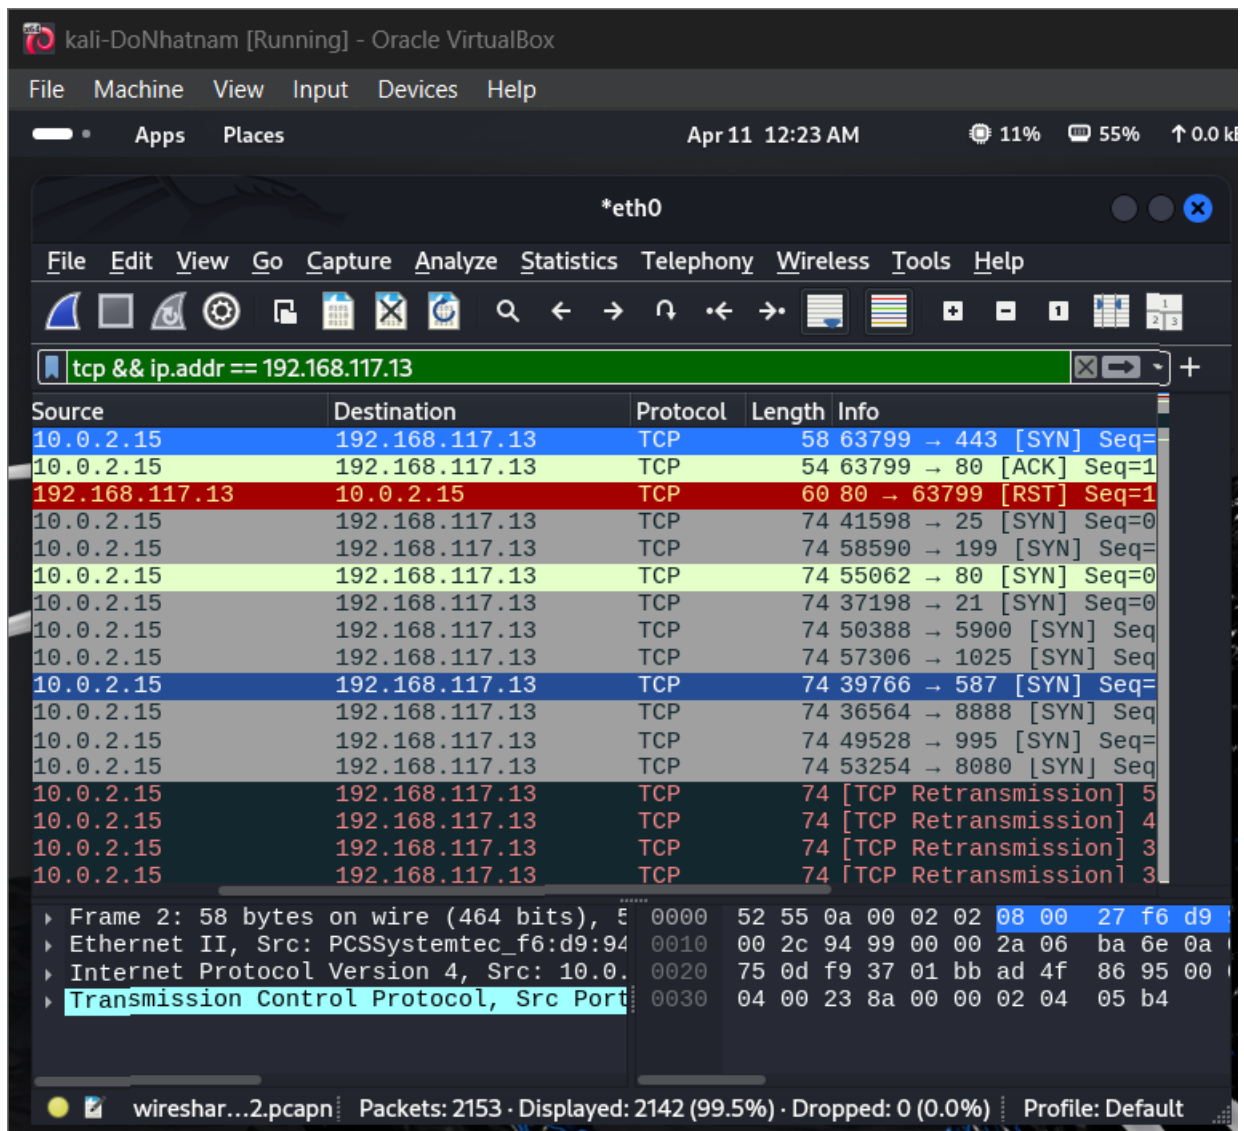 kali-DoNhatnam [Running] - Oracle VirtualBox
File Machine View Input Devices Help
Apps Places Apr 11 12:23 AM 11% 55% ↑ 0.0
*eth0
File Edit View Go Capture Analyze Statistics Telephony Wireless Tools Help
tcp && ip.addr == 192.168.117.13
Source Destination Protocol Length Info
10.0.2.15 192.168.117.13 TCP 58 63799 → 443 [SYN] Seq=
10.0.2.15 192.168.117.13 TCP 54 63799 → 80 [ACK] Seq=1
192.168.117.13 10.0.2.15 TCP 60 80 → 63799 [RST] Seq=1
10.0.2.15 192.168.117.13 TCP 74 41598 → 25 [SYN] Seq=0
10.0.2.15 192.168.117.13 TCP 74 58590 → 199 [SYN] Seq=
10.0.2.15 192.168.117.13 TCP 74 55062 → 80 [SYN] Seq=0
10.0.2.15 192.168.117.13 TCP 74 37198 → 21 [SYN] Seq=0
10.0.2.15 192.168.117.13 TCP 74 50388 → 5900 [SYN] Seq
10.0.2.15 192.168.117.13 TCP 74 57306 → 1025 [SYN] Seq
10.0.2.15 192.168.117.13 TCP 74 39766 → 587 [SYN] Seq=
10.0.2.15 192.168.117.13 TCP 74 36564 → 8888 [SYN] Seq
10.0.2.15 192.168.117.13 TCP 74 49528 → 995 [SYN] Seq=
10.0.2.15 192.168.117.13 TCP 74 53254 → 8080 [SYN] Seq
10.0.2.15 192.168.117.13 TCP 74 [TCP Retransmission] 5
10.0.2.15 192.168.117.13 TCP 74 [TCP Retransmission] 4
10.0.2.15 192.168.117.13 TCP 74 [TCP Retransmission] 3
10.0.2.15 192.168.117.13 TCP 74 [TCP Retransmission] 3
Frame 2: 58 bytes on wire (464 bits), 5 0000 52 55 0a 00 02 02 08 00 27 f6 d9
Ethernet II, Src: PCSSystemtec_f6:d9:94 0010 00 2c 94 99 00 00 2a 06 ba 6e 0a
Internet Protocol Version 4, Src: 10.0. 0020 75 0d f9 37 01 bb ad 4f 86 95 00
Transmission Control Protocol, Src Port 0030 04 00 23 8a 00 00 02 04 05 b4
wireshar…2.pcapn Packets: 2153 · Displayed: 2142 (99.5%) · Dropped: 0 (0.0%) Profile: Default